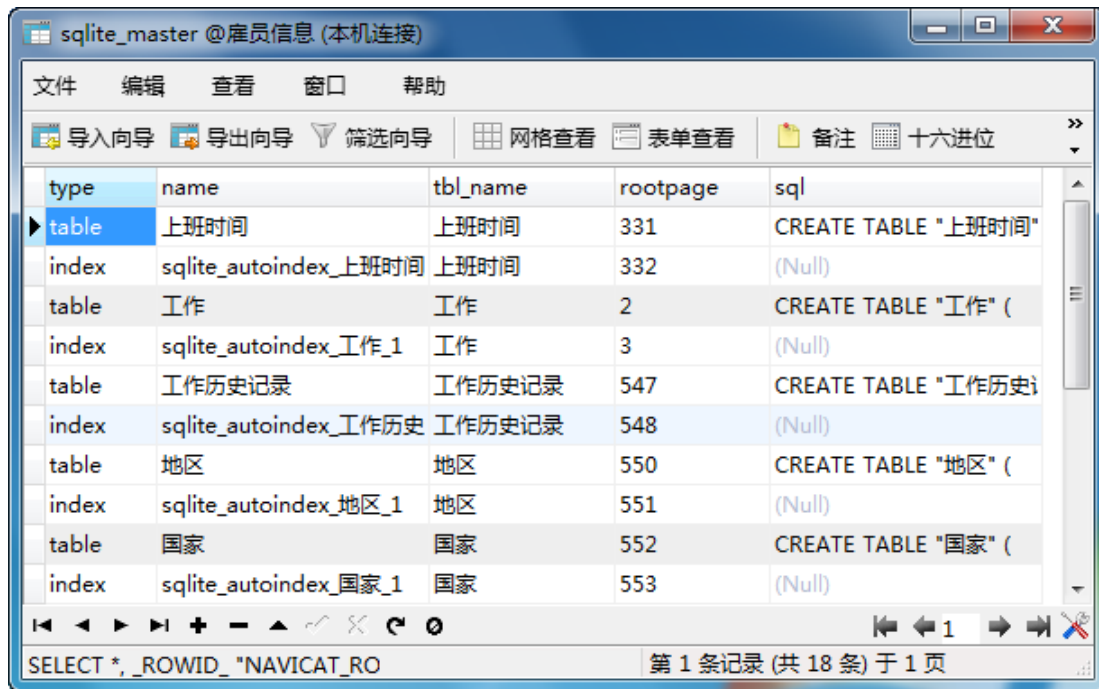 sqlite_master @雇员信息 (本机连接)
文件 编辑 查看 窗口 帮助
导入向导 导出向导 筛选向导 网格查看 表单查看 备注 十六进位 »
type name tbl_name rootpage sql
table 上班时间 上班时间 331 CREATE TABLE "上班时间"
index sqlite_autoindex_上班时间 上班时间 332 (Null)
table 工作 工作 2 CREATE TABLE "工作" (
index sqlite_autoindex_工作_1 工作 3 (Null)
table 工作历史记录 工作历史记录 547 CREATE TABLE "工作历史
index sqlite_autoindex_工作历史 工作历史记录 548 (Null)
table 地区 地区 550 CREATE TABLE "地区" (
index sqlite_autoindex_地区_1 地区 551 (Null)
table 国家 国家 552 CREATE TABLE "国家" (
index sqlite_autoindex_国家_1 国家 553 (Null)
1
SELECT *, _ROWID_ "NAVICAT_RO 第 1 条记录 (共 18 条) 于 1 页